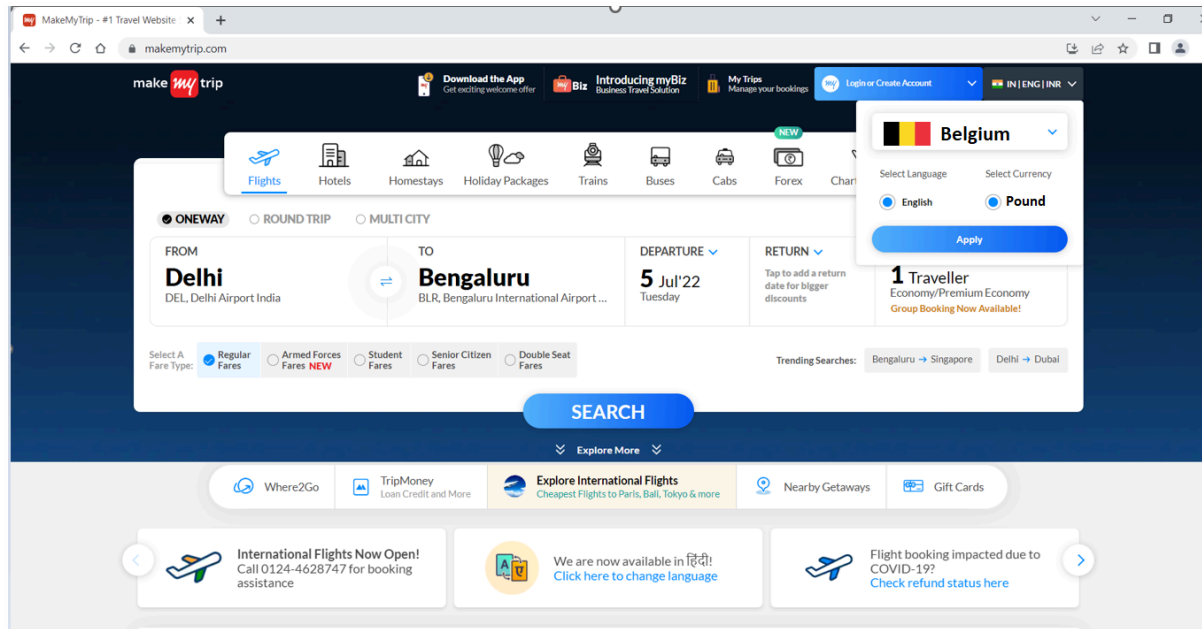 MakeMyTrip - #1 Travel Website
makemytrip.com
make my trip
Download the App
Get exciting welcome offer
my Biz
Introducing myBiz
Business Travel Solution
My Trips
Manage your bookings
my Login or Create Account
IN | ENG | INR
Belgium
Select Language
Select Currency
English
Pound
Apply
NEW
Flights
Hotels
Homestays
Holiday Packages
Trains
Buses
Cabs
Forex
Char
ONEWAY
ROUND TRIP
MULTI CITY
FROM
Delhi
DEL, Delhi Airport India
TO
Bengaluru
BLR, Bengaluru International Airport ...
DEPARTURE
5 Jul'22
Tuesday
RETURN
Tap to add a return
date for bigger
discounts
1 Traveller
Economy/Premium Economy
Group Booking Now Available!
Select A
Fare Type:
Regular
Fares
Armed Forces
Fares NEW
Student
Fares
Senior Citizen
Fares
Double Seat
Fares
Trending Searches:
Bengaluru → Singapore
Delhi → Dubai
SEARCH
Explore More
Where2Go
TripMoney
Loan Credit and More
Explore International Flights
Cheapest Flights to Paris, Bali, Tokyo & more
Nearby Getaways
Gift Cards
International Flights Now Open!
Call 0124-4628747 for booking
assistance
A ए
We are now available in हिंदी!
Click here to change language
Flight booking impacted due to
COVID-19?
Check refund status here